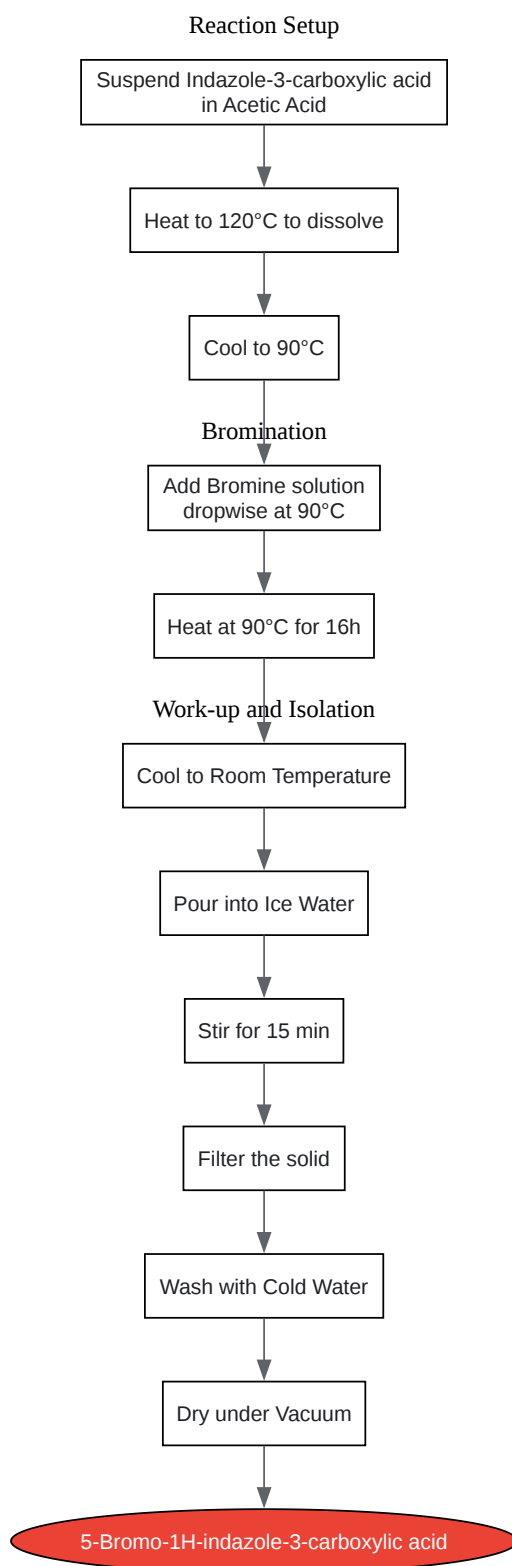 Reaction Setup
Suspend Indazole-3-carboxylic acid
in Acetic Acid
Heat to 120°C to dissolve
Cool to 90°C
Bromination
Add Bromine solution
dropwise at 90°C
Heat at 90°C for 16h
Work-up and Isolation
Cool to Room Temperature
Pour into Ice Water
Stir for 15 min
Filter the solid
Wash with Cold Water
Dry under Vacuum
5-Bromo-1H-indazole-3-carboxylic acid